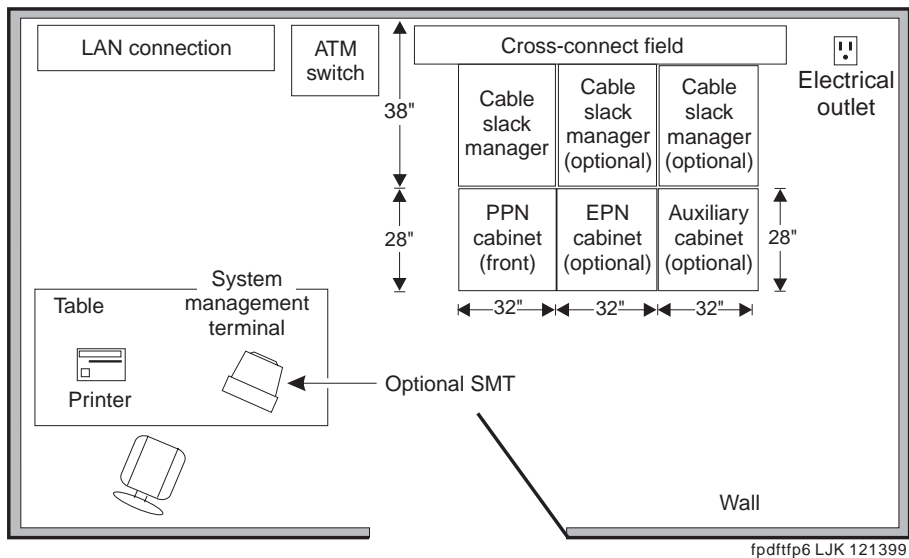 LAN connection
ATM
switch
Cross-connect field
Electrical
outlet
38"
Cable
slack
manager
Cable
slack
manager
(optional)
Cable
slack
manager
(optional)
28"
PPN
cabinet
(front)
EPN
cabinet
(optional)
Auxiliary
cabinet
(optional)
28"
32"
32"
32"
Table
System
management
terminal
Printer
Optional SMT
Wall
fpdftfp6 LJK 121399